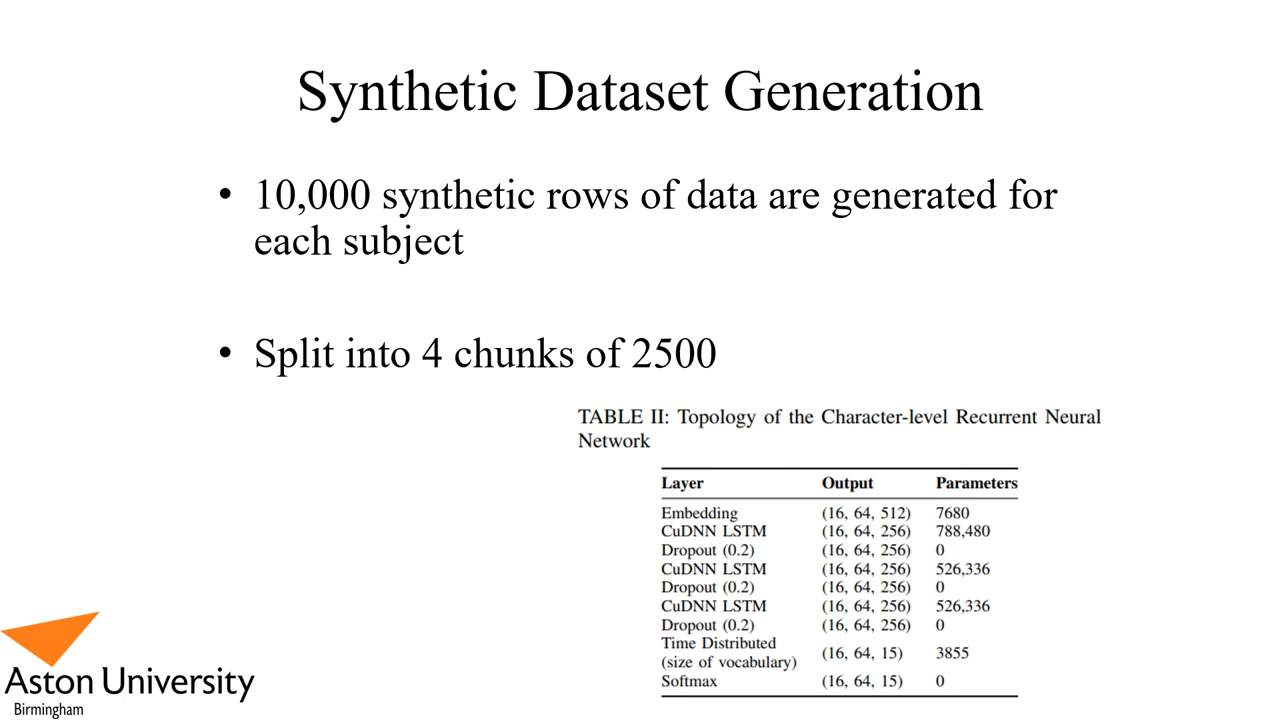 Synthetic Dataset Generation
• 10,000 synthetic rows of data are generated for
each subject
• Split into 4 chunks of 2500
TABLE II: Topology of the Character-level Recurrent Neural
Network
Layer Output Parameters
Embedding (16, 64, 512) 7680
CuDNN LSTM (16, 64, 256) 788,480
Dropout (0.2) (16, 64, 256) 0
CuDNN LSTM (16, 64, 256) 526,336
Dropout (0.2) (16, 64, 256) 0
CuDNN LSTM (16, 64, 256) 526,336
Dropout (0.2) (16, 64, 256) 0
Time Distributed
(size of vocabulary) (16, 64, 15) 3855
Softmax (16, 64, 15) 0
Aston University
Birmingham